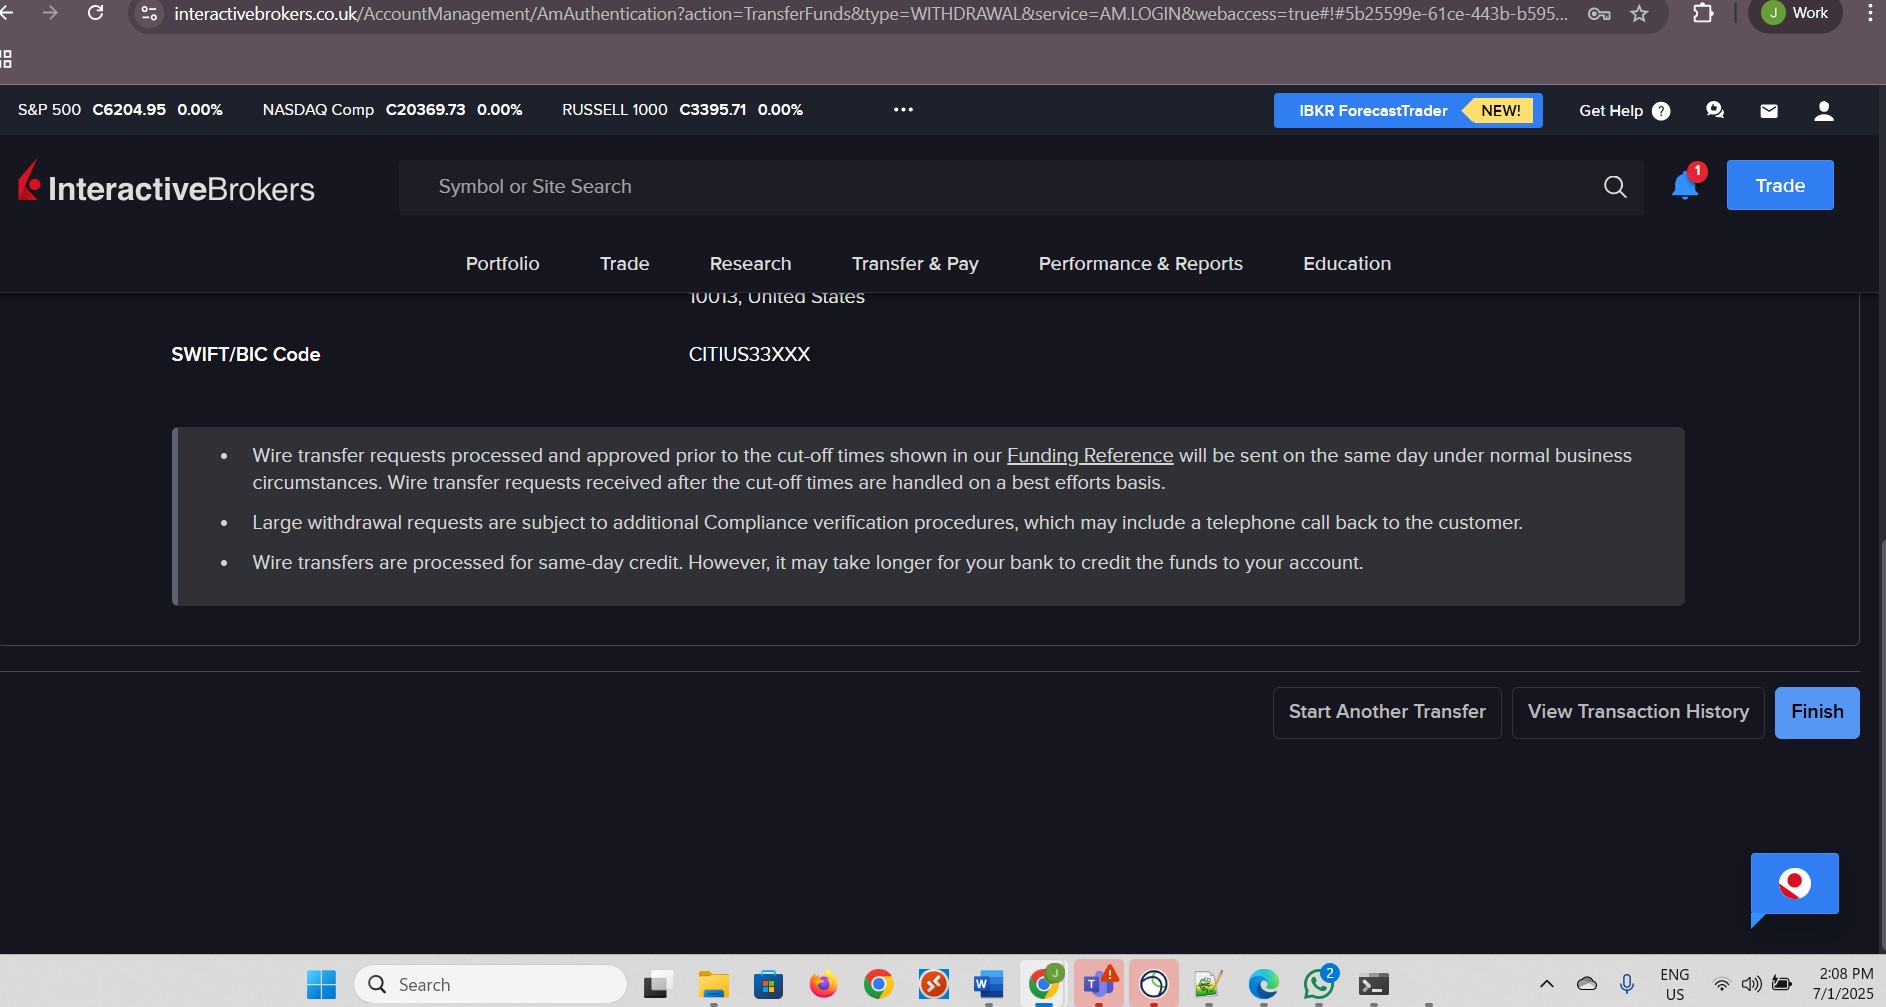 interactivebrokers.co.uk/AccountManagement/AmAuthentication?action=TransferFunds&type=WITHDRAWAL&service=AM.LOGIN&webaccess=true#!#5b25599e-61ce-443b-b595...
J Work
S&P 500 C6204.95 0.00% NASDAQ Comp C20369.73 0.00% RUSSELL 1000 C3395.71 0.00% ••• IBKR ForecastTrader NEW! Get Help ?
InteractiveBrokers Symbol or Site Search 1 Trade
Portfolio Trade Research Transfer & Pay Performance & Reports Education
10013, United States
SWIFT/BIC Code CITIUS33XXX
• Wire transfer requests processed and approved prior to the cut-off times shown in our Funding Reference will be sent on the same day under normal business
circumstances. Wire transfer requests received after the cut-off times are handled on a best efforts basis.
• Large withdrawal requests are subject to additional Compliance verification procedures, which may include a telephone call back to the customer.
• Wire transfers are processed for same-day credit. However, it may take longer for your bank to credit the funds to your account.
Start Another Transfer View Transaction History Finish
Search W J T 2 ENG 2:08 PM
US 7/1/2025